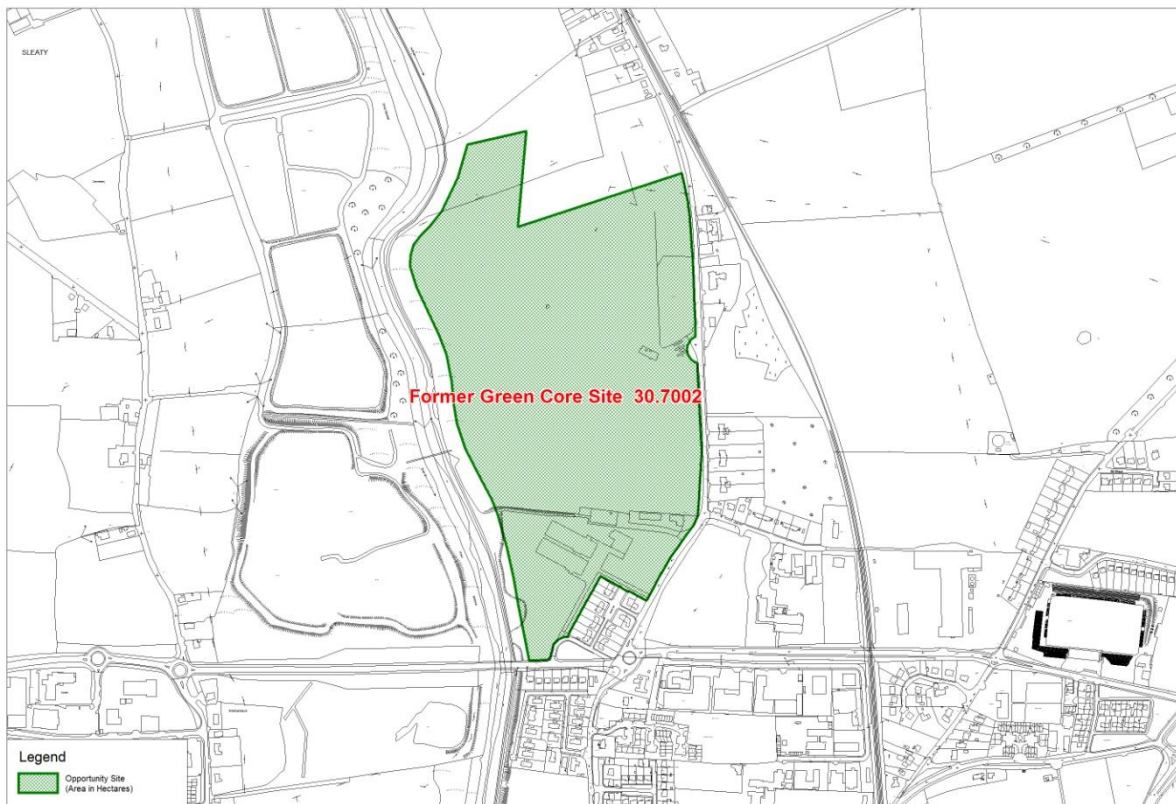 SLEATY
Former Green Core Site 30.7002
Legend
Opportunity Site
(Area in Hectares)